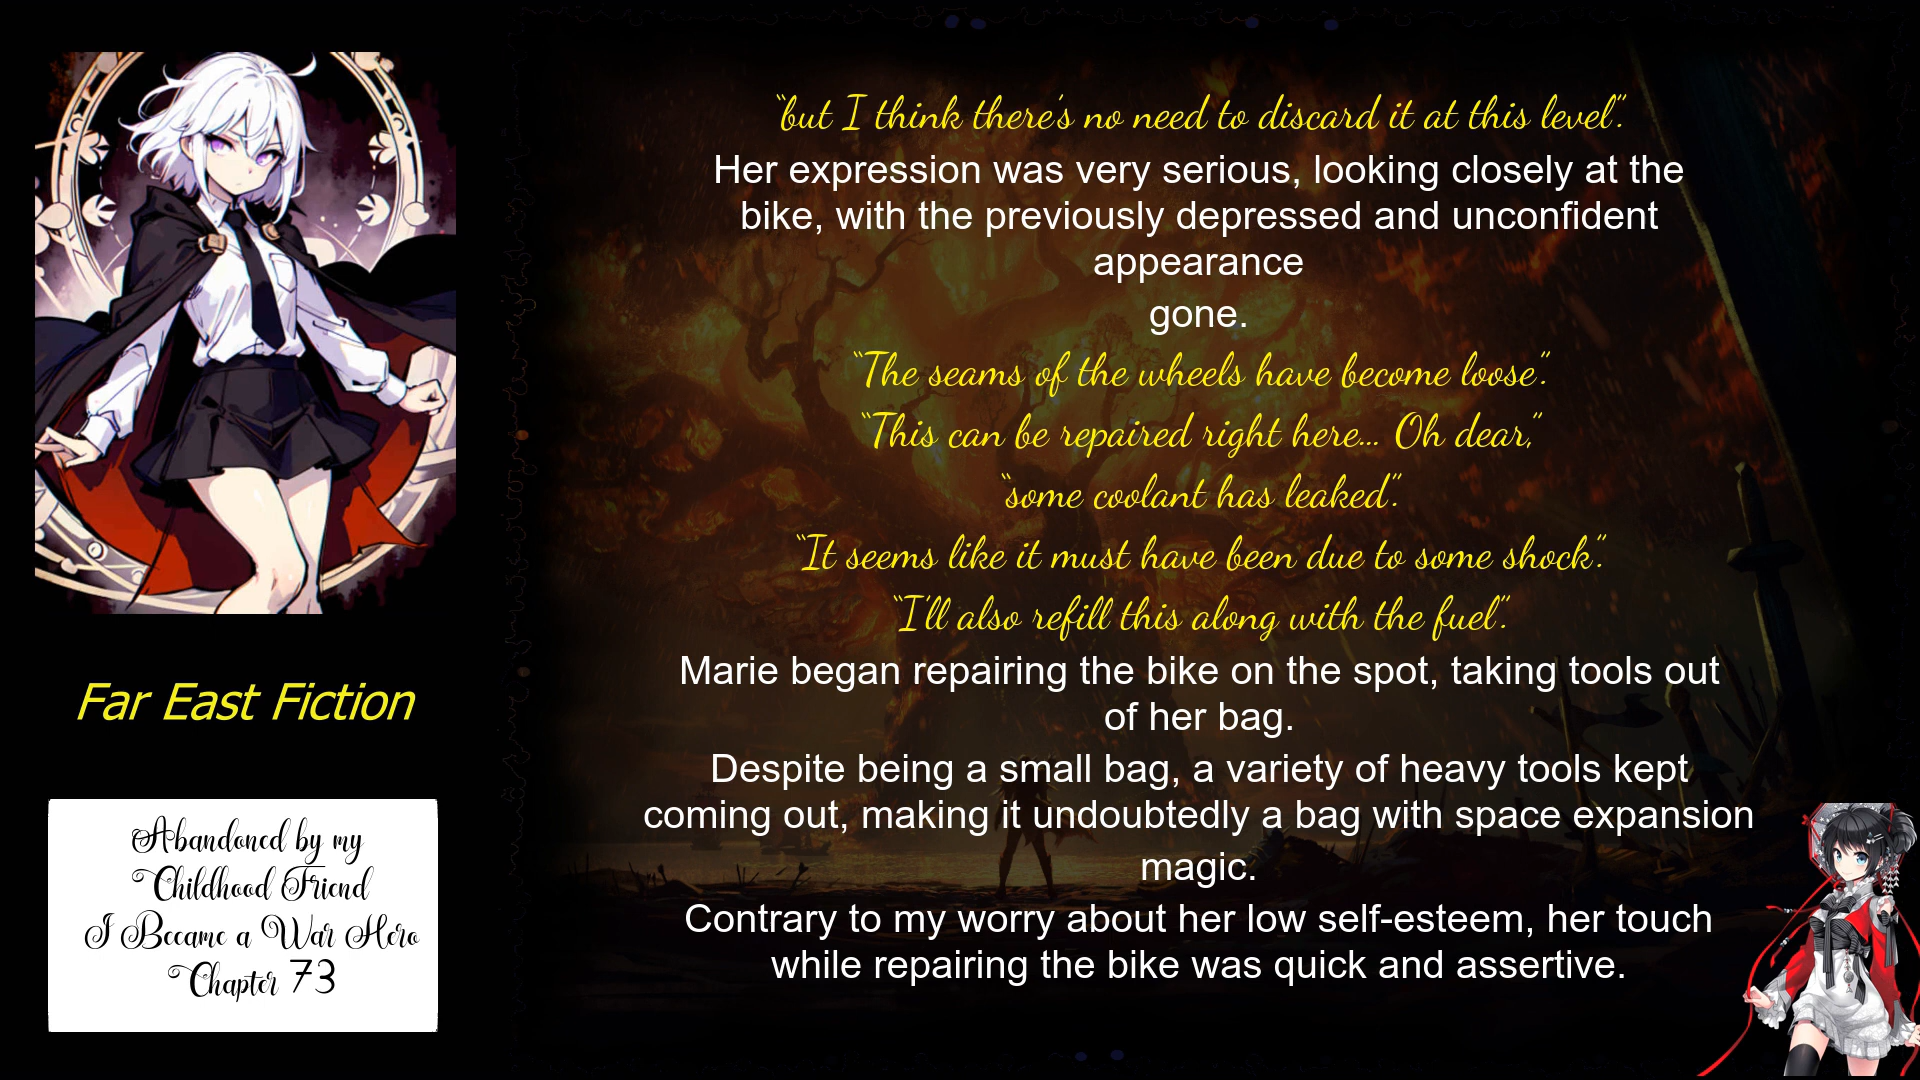 Far East Fiction
Abandoned by my
Childhood Friend
I Became a War Hero
Chapter 73
"but I think there's no need to discard it at this level".
Her expression was very serious, looking closely at the
bike, with the previously depressed and unconfident
appearance
gone.
"The seams of the wheels have become loose".
"This can be repaired right here... Oh dear,"
"some coolant has leaked".
"It seems like it must have been due to some shock".
"I'll also refill this along with the fuel".
Marie began repairing the bike on the spot, taking tools out
of her bag.
Despite being a small bag, a variety of heavy tools kept
coming out, making it undoubtedly a bag with space expansion
magic.
Contrary to my worry about her low self-esteem, her touch
while repairing the bike was quick and assertive.